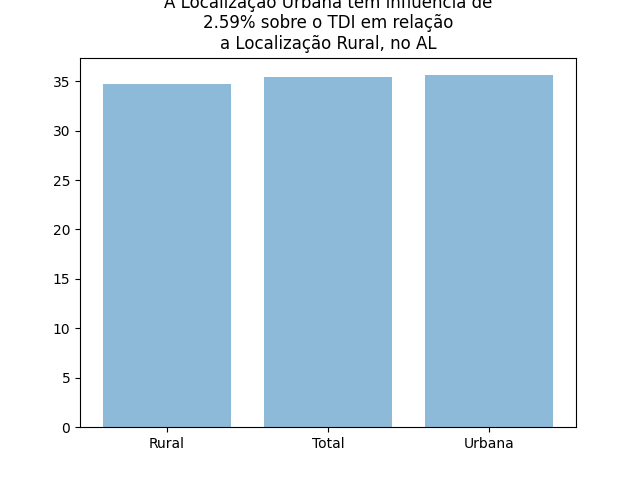 A Localização Urbana tem influência de
2.59% sobre o TDI em relação
a Localização Rural, no AL
35
30
25
20
15
10
5
0
Rural Total Urbana